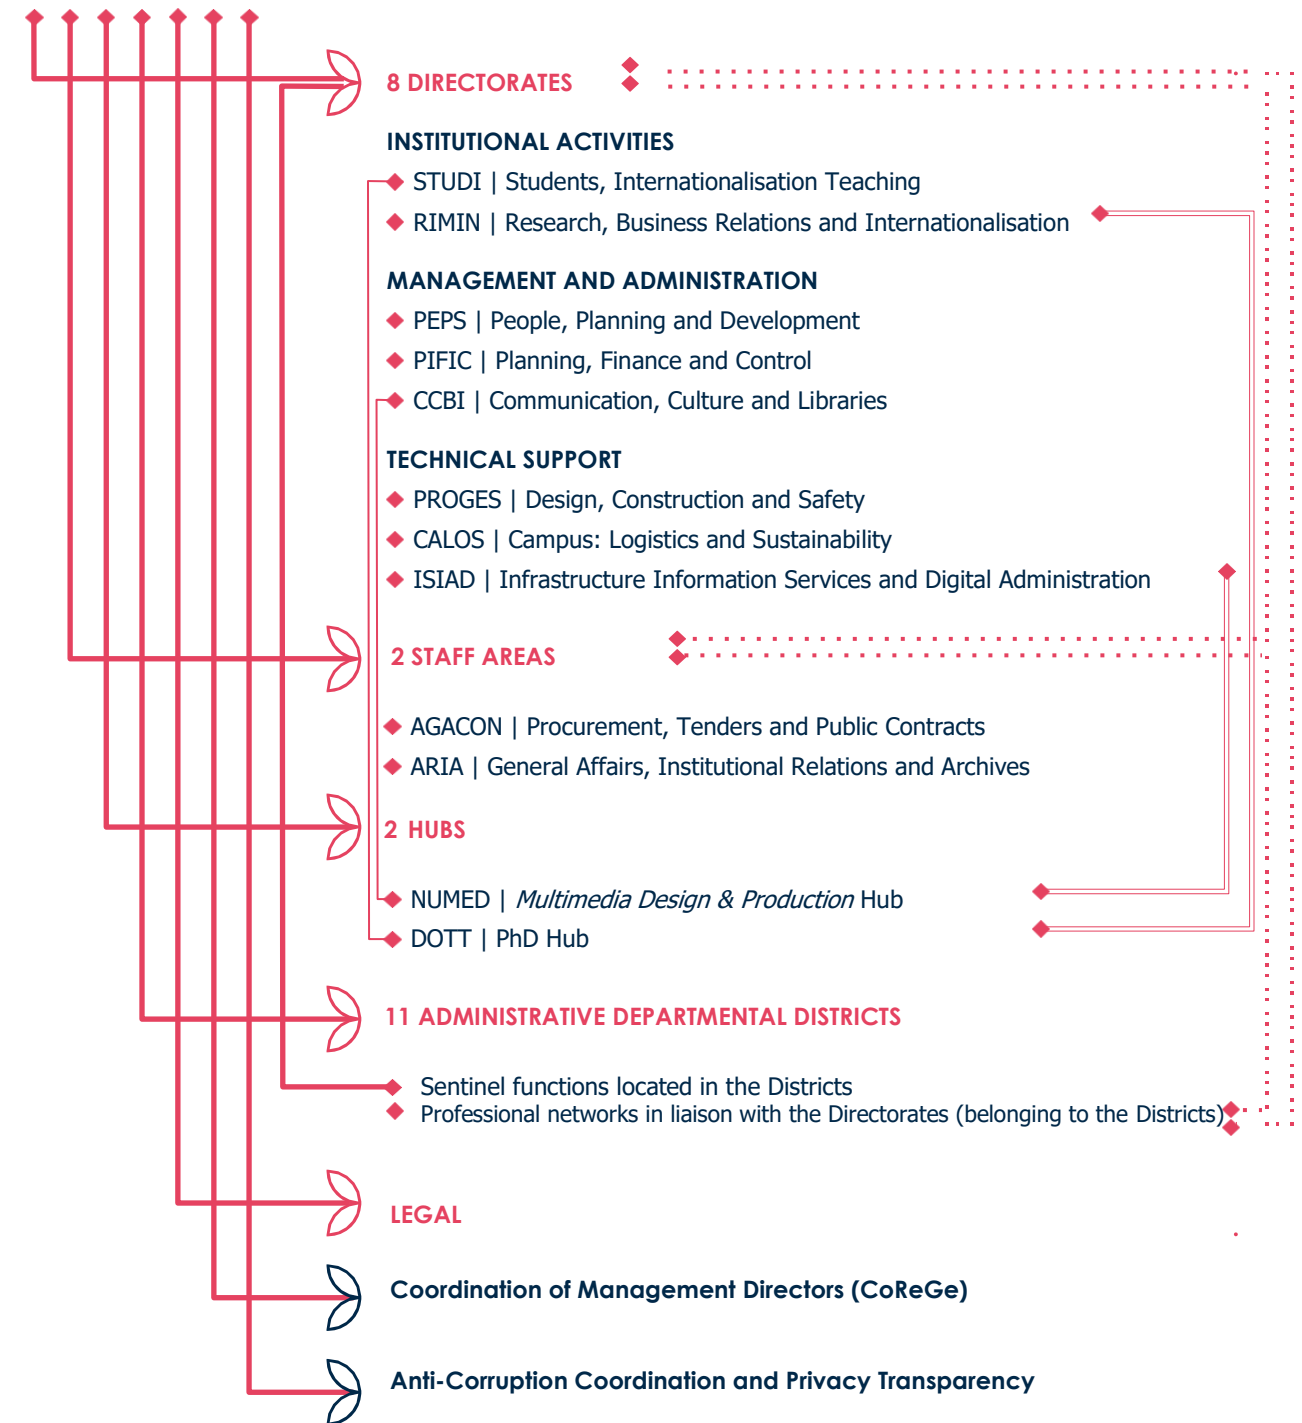 8 DIRECTORATES
INSTITUTIONAL ACTIVITIES
STUDI | Students, Internationalisation Teaching
RIMIN | Research, Business Relations and Internationalisation
MANAGEMENT AND ADMINISTRATION
PEPS | People, Planning and Development
PIFIC | Planning, Finance and Control
CCBI | Communication, Culture and Libraries
TECHNICAL SUPPORT
PROGES | Design, Construction and Safety
CALOS | Campus: Logistics and Sustainability
ISIAD | Infrastructure Information Services and Digital Administration
2 STAFF AREAS
AGACON | Procurement, Tenders and Public Contracts
ARIA | General Affairs, Institutional Relations and Archives
2 HUBS
NUMED | Multimedia Design & Production Hub
DOTT | PhD Hub
11 ADMINISTRATIVE DEPARTMENTAL DISTRICTS
Sentinel functions located in the Districts
Professional networks in liaison with the Directorates (belonging to the Districts)
LEGAL
Coordination of Management Directors (CoReGe)
Anti-Corruption Coordination and Privacy Transparency